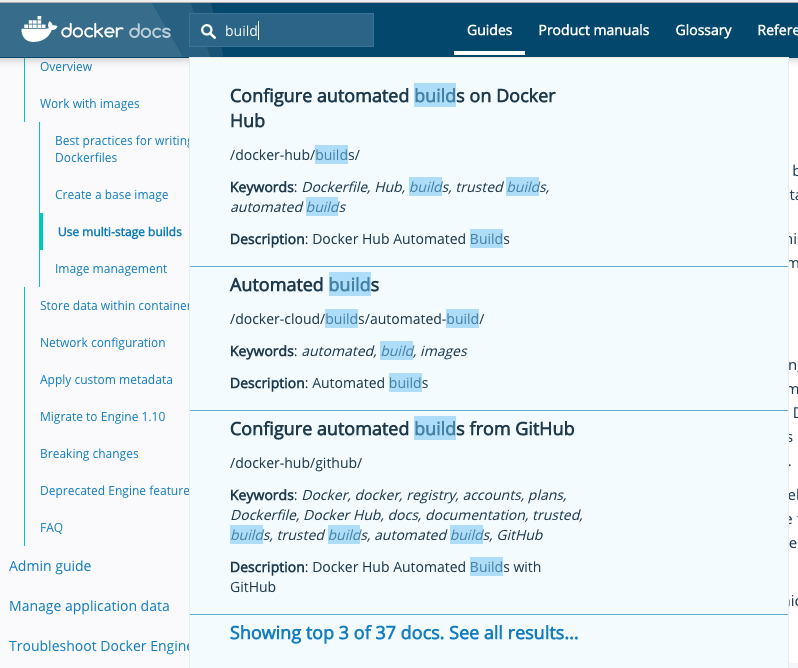 docker docs
build
Guides
Product manuals
Glossary
Overview
Work with images
Best practices for writing
Dockerfiles
Create a base image
Use multi-stage builds
Image management
Store data within
Network configuration
Apply custom metadata
Migrate to Engine 1.10
Breaking changes
Deprecated Engine
FAQ
Admin guide
Manage application data
Troubleshoot Docker Engine
Configure automated builds on Docker
Hub
/docker-hub/builds/
Keywords: Dockerfile, Hub, builds, trusted builds,
automated builds
Description: Docker Hub Automated Builds
Automated builds
/docker-cloud/builds/automated-build/
Keywords: automated, build, images
Description: Automated builds
Configure automated builds from GitHub
/docker-hub/github/
Keywords: Docker, docker, registry, accounts, plans,
Dockerfile, Docker Hub, docs, documentation, trusted,
builds, trusted builds, automated builds, GitHub
Description: Docker Hub Automated Builds with
GitHub
Showing top 3 of 37 docs. See all results...